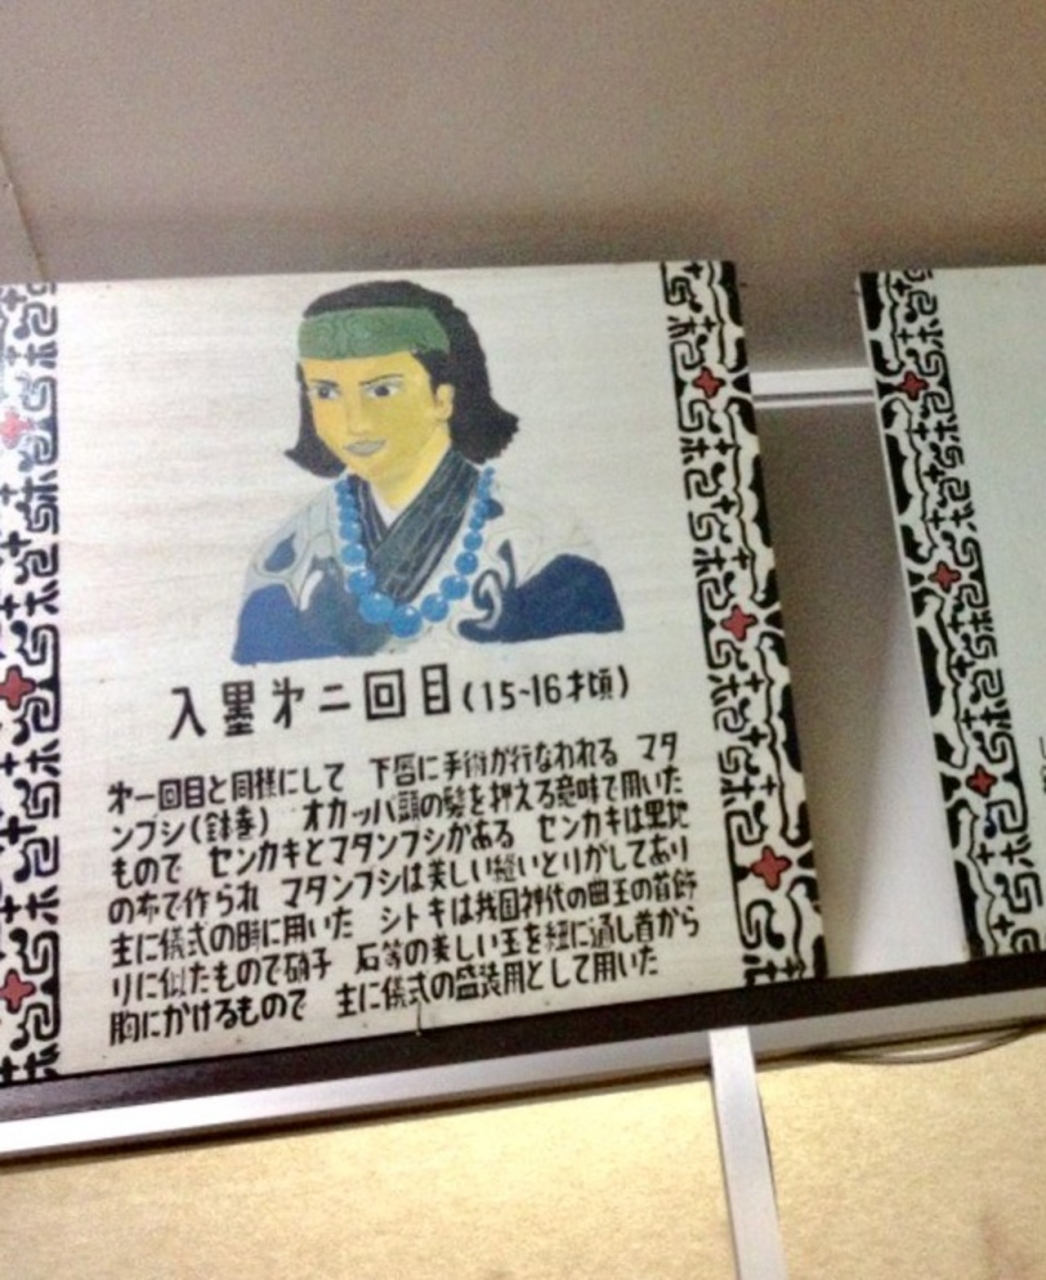 入墨㐧二回目(15~16才頃)
㐧一回目と同様にして 下唇に手術が行なわれる マタ
ンプシ(鉢巻) オカッパ頭の髪を押える意味で用いた
もので センカキとマタンプシがある センカキは黒地
の布で作られ マタンプシは美しい縫いとりがしてあり
主に儀式の時に用いた シトキは我国神代の曲玉の首飾
りに似たもので硝子 石等の美しい玉を紐に通し首から
胸にかけるもので 主に儀式の盛装用として用いた